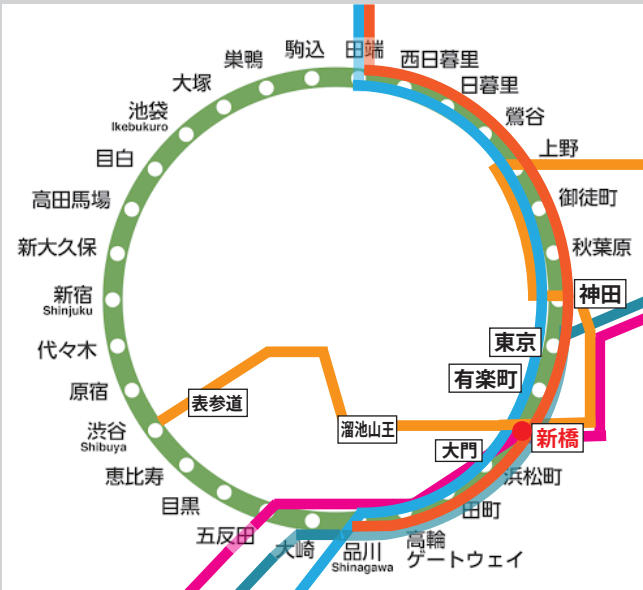 駒込
田端
西日暮里
巣鴨
日暮里
大塚
鶯谷
池袋
Ikebukuro
上野
目白
御徒町
高田馬場
秋葉原
新大久保
神田
新宿
Shinjuku
東京
代々木
有楽町
原宿
表参道
溜池山王
新橋
渋谷
Shibuya
大門
浜松町
恵比寿
目黒
田町
五反田
大崎
品川
Shinagawa
高輪
ゲートウェイ